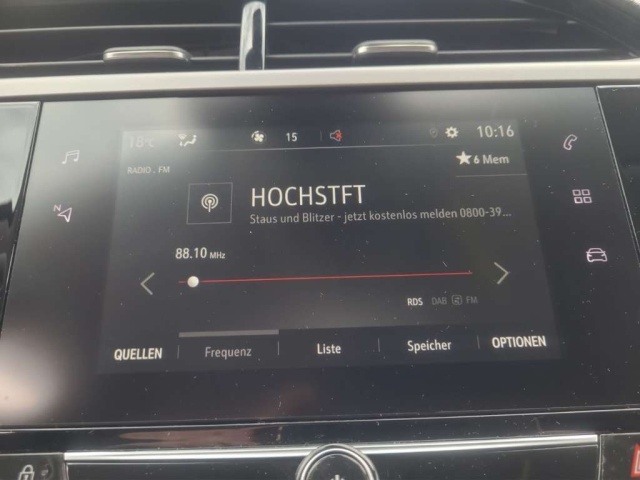 18°C 15 10:16
RADIO . FM
6 Mem
HOCHSTFT
Staus und Blitzer - jetzt kostenlos melden 0800-39...
88.10 MHz
N
RDS DAB FM
QUELLEN Frequenz Liste Speicher OPTIONEN